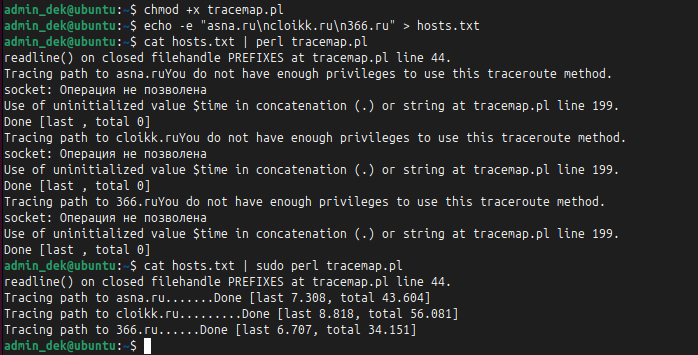 admin_dek@ubuntu:~$ chmod +x tracemap.pl
admin_dek@ubuntu:~$ echo -e "asna.ru\ncloikk.ru\n366.ru" > hosts.txt
admin_dek@ubuntu:~$ cat hosts.txt | perl tracemap.pl
readline() on closed filehandle PREFIXES at tracemap.pl line 44.
Tracing path to asna.ruYou do not have enough privileges to use this traceroute method.
socket: Операция не позволена
Use of uninitialized value $time in concatenation (.) or string at tracemap.pl line 199.
Done [last , total 0]
Tracing path to cloikk.ruYou do not have enough privileges to use this traceroute method.
socket: Операция не позволена
Use of uninitialized value $time in concatenation (.) or string at tracemap.pl line 199.
Done [last , total 0]
Tracing path to 366.ruYou do not have enough privileges to use this traceroute method.
socket: Операция не позволена
Use of uninitialized value $time in concatenation (.) or string at tracemap.pl line 199.
Done [last , total 0]
admin_dek@ubuntu:~$ cat hosts.txt | sudo perl tracemap.pl
readline() on closed filehandle PREFIXES at tracemap.pl line 44.
Tracing path to asna.ru.......Done [last 7.308, total 43.604]
Tracing path to cloikk.ru.........Done [last 8.818, total 56.081]
Tracing path to 366.ru......Done [last 6.707, total 34.151]
admin_dek@ubuntu:~$